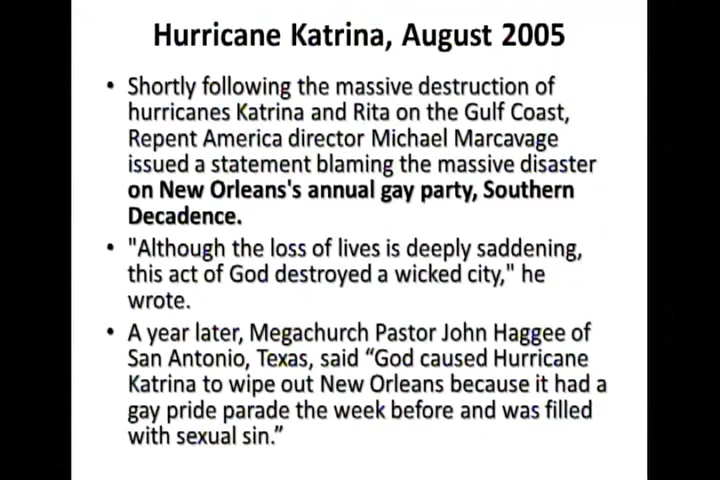 Hurricane Katrina, August 2005
• Shortly following the massive destruction of
hurricanes Katrina and Rita on the Gulf Coast,
Repent America director Michael Marcavage
issued a statement blaming the massive disaster
on New Orleans's annual gay party, Southern
Decadence.
• "Although the loss of lives is deeply saddening,
this act of God destroyed a wicked city," he
wrote.
• A year later, Megachurch Pastor John Haggee of
San Antonio, Texas, said “God caused Hurricane
Katrina to wipe out New Orleans because it had a
gay pride parade the week before and was filled
with sexual sin.”